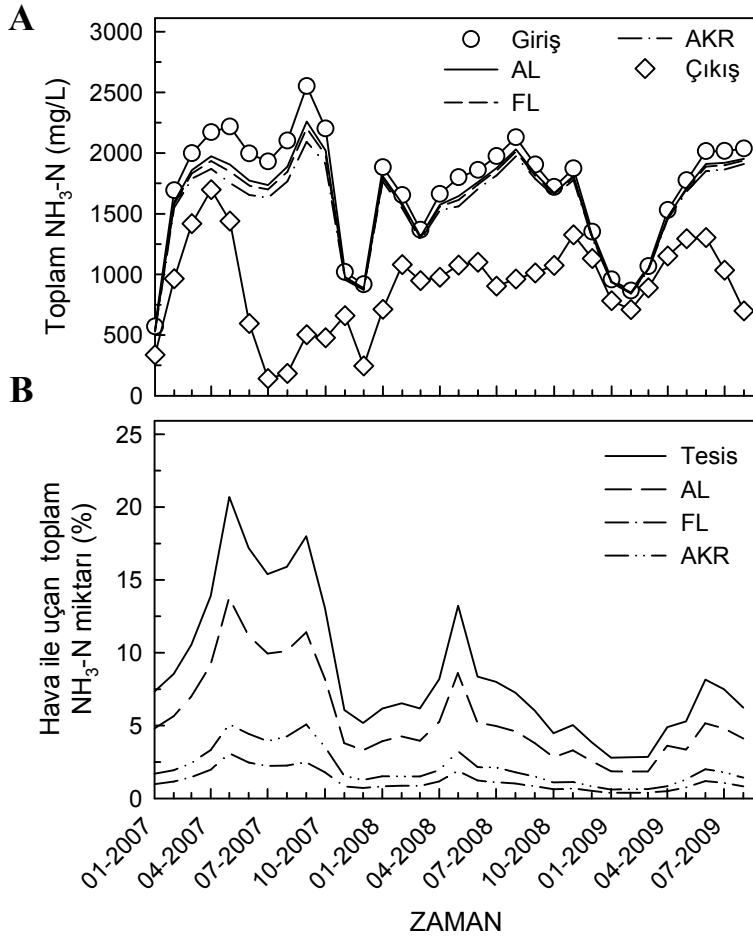 A
Toplam NH3-N (mg/L)
3000
2500
2000
1500
1000
500
0
Giriş
AL
FL
AKR
Çıkış
B
Hava ile uçan toplam
NH3-N miktarı (%)
25
20
15
10
5
0
Tesis
AL
FL
AKR
01-2007
04-2007
07-2007
10-2007
01-2008
04-2008
07-2008
10-2008
01-2009
04-2009
07-2009
ZAMAN